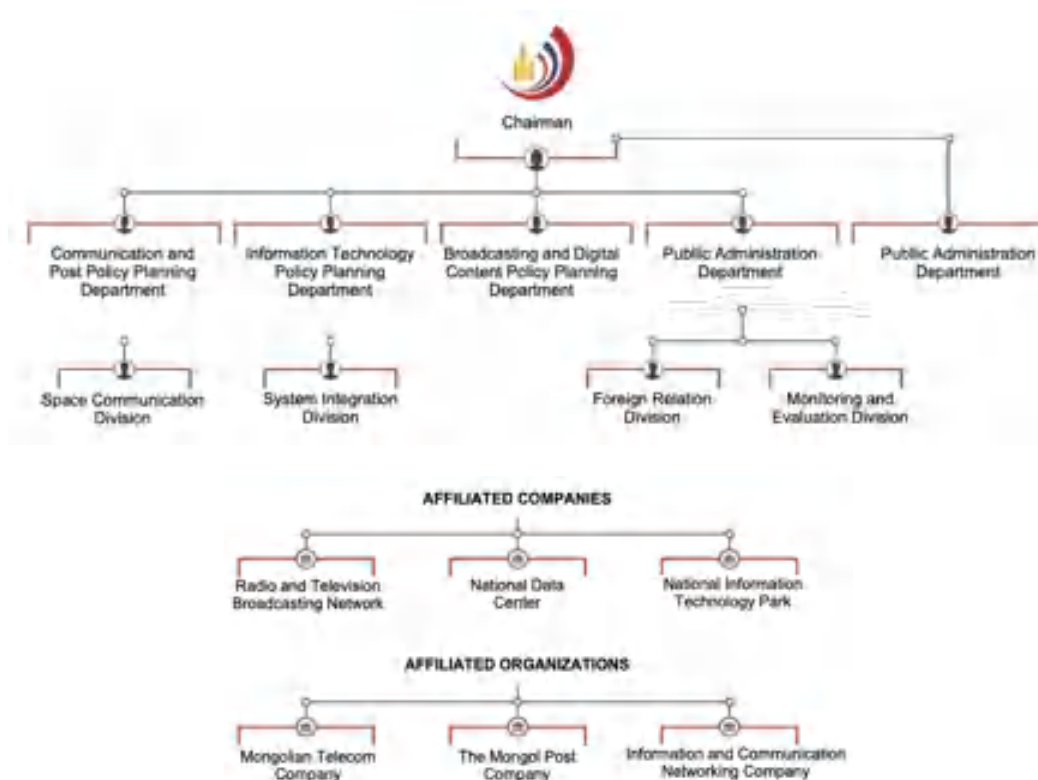 Chairman
Communication and
Post Policy Planning
Department
Information Technology
Policy Planning
Department
Broadcasting and Digital
Content Policy Planning
Department
Public Administration
Department
Public Administration
Department
Space Communication
Division
System Integration
Division
Foreign Relation
Division
Monitoring and
Evaluation Division
AFFILIATED COMPANIES
Radio and Television
Broadcasting Network
National Data
Center
National Information
Technology Park
AFFILIATED ORGANIZATIONS
Mongolian Telecom
Company
The Mongol Post
Company
Information and Communication
Networking Company